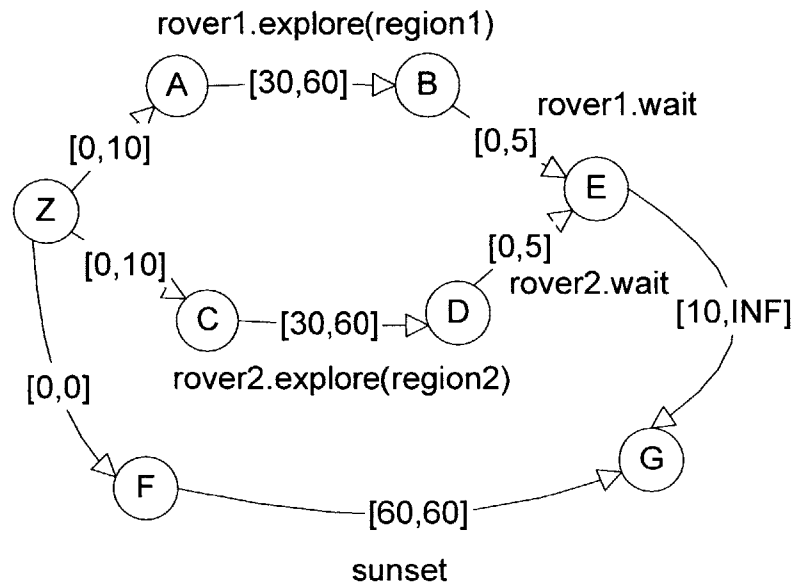 rover1.explore(region1)
A
[30,60]
B
rover1.wait
[0,10]
[0,5]
Z
E
[0,10]
[0,5]
rover2.wait
C
[30,60]
D
[10,INF]
rover2.explore(region2)
[0,0]
F
G
[60,60]
sunset